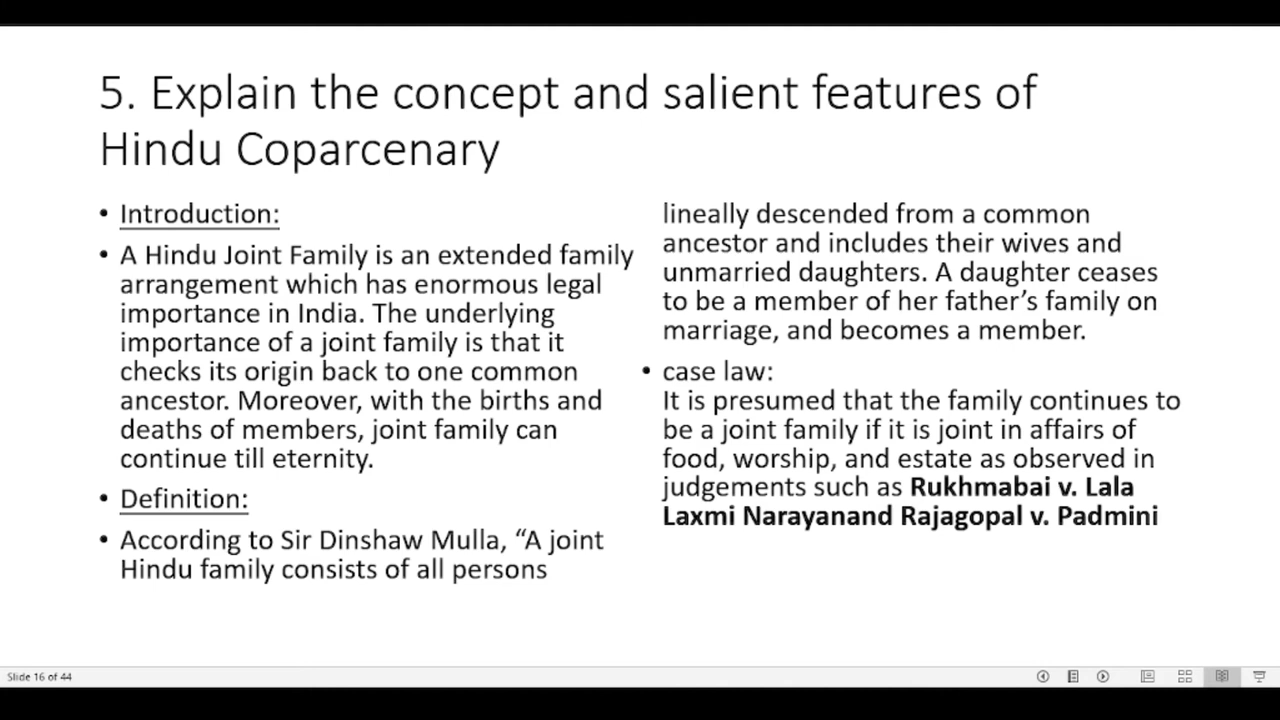 5. Explain the concept and salient features of
Hindu Coparcenary
• Introduction:
• A Hindu Joint Family is an extended family
arrangement which has enormous legal
importance in India. The underlying
importance of a joint family is that it
checks its origin back to one common
ancestor. Moreover, with the births and
deaths of members, joint family can
continue till eternity.
• Definition:
• According to Sir Dinshaw Mulla, “A joint
Hindu family consists of all persons
lineally descended from a common
ancestor and includes their wives and
unmarried daughters. A daughter ceases
to be a member of her father’s family on
marriage, and becomes a member.
• case law:
It is presumed that the family continues to
be a joint family if it is joint in affairs of
food, worship, and estate as observed in
judgements such as Rukhmabai v. Lala
Laxmi Narayanand Rajagopal v. Padmini
Slide 16 of 44